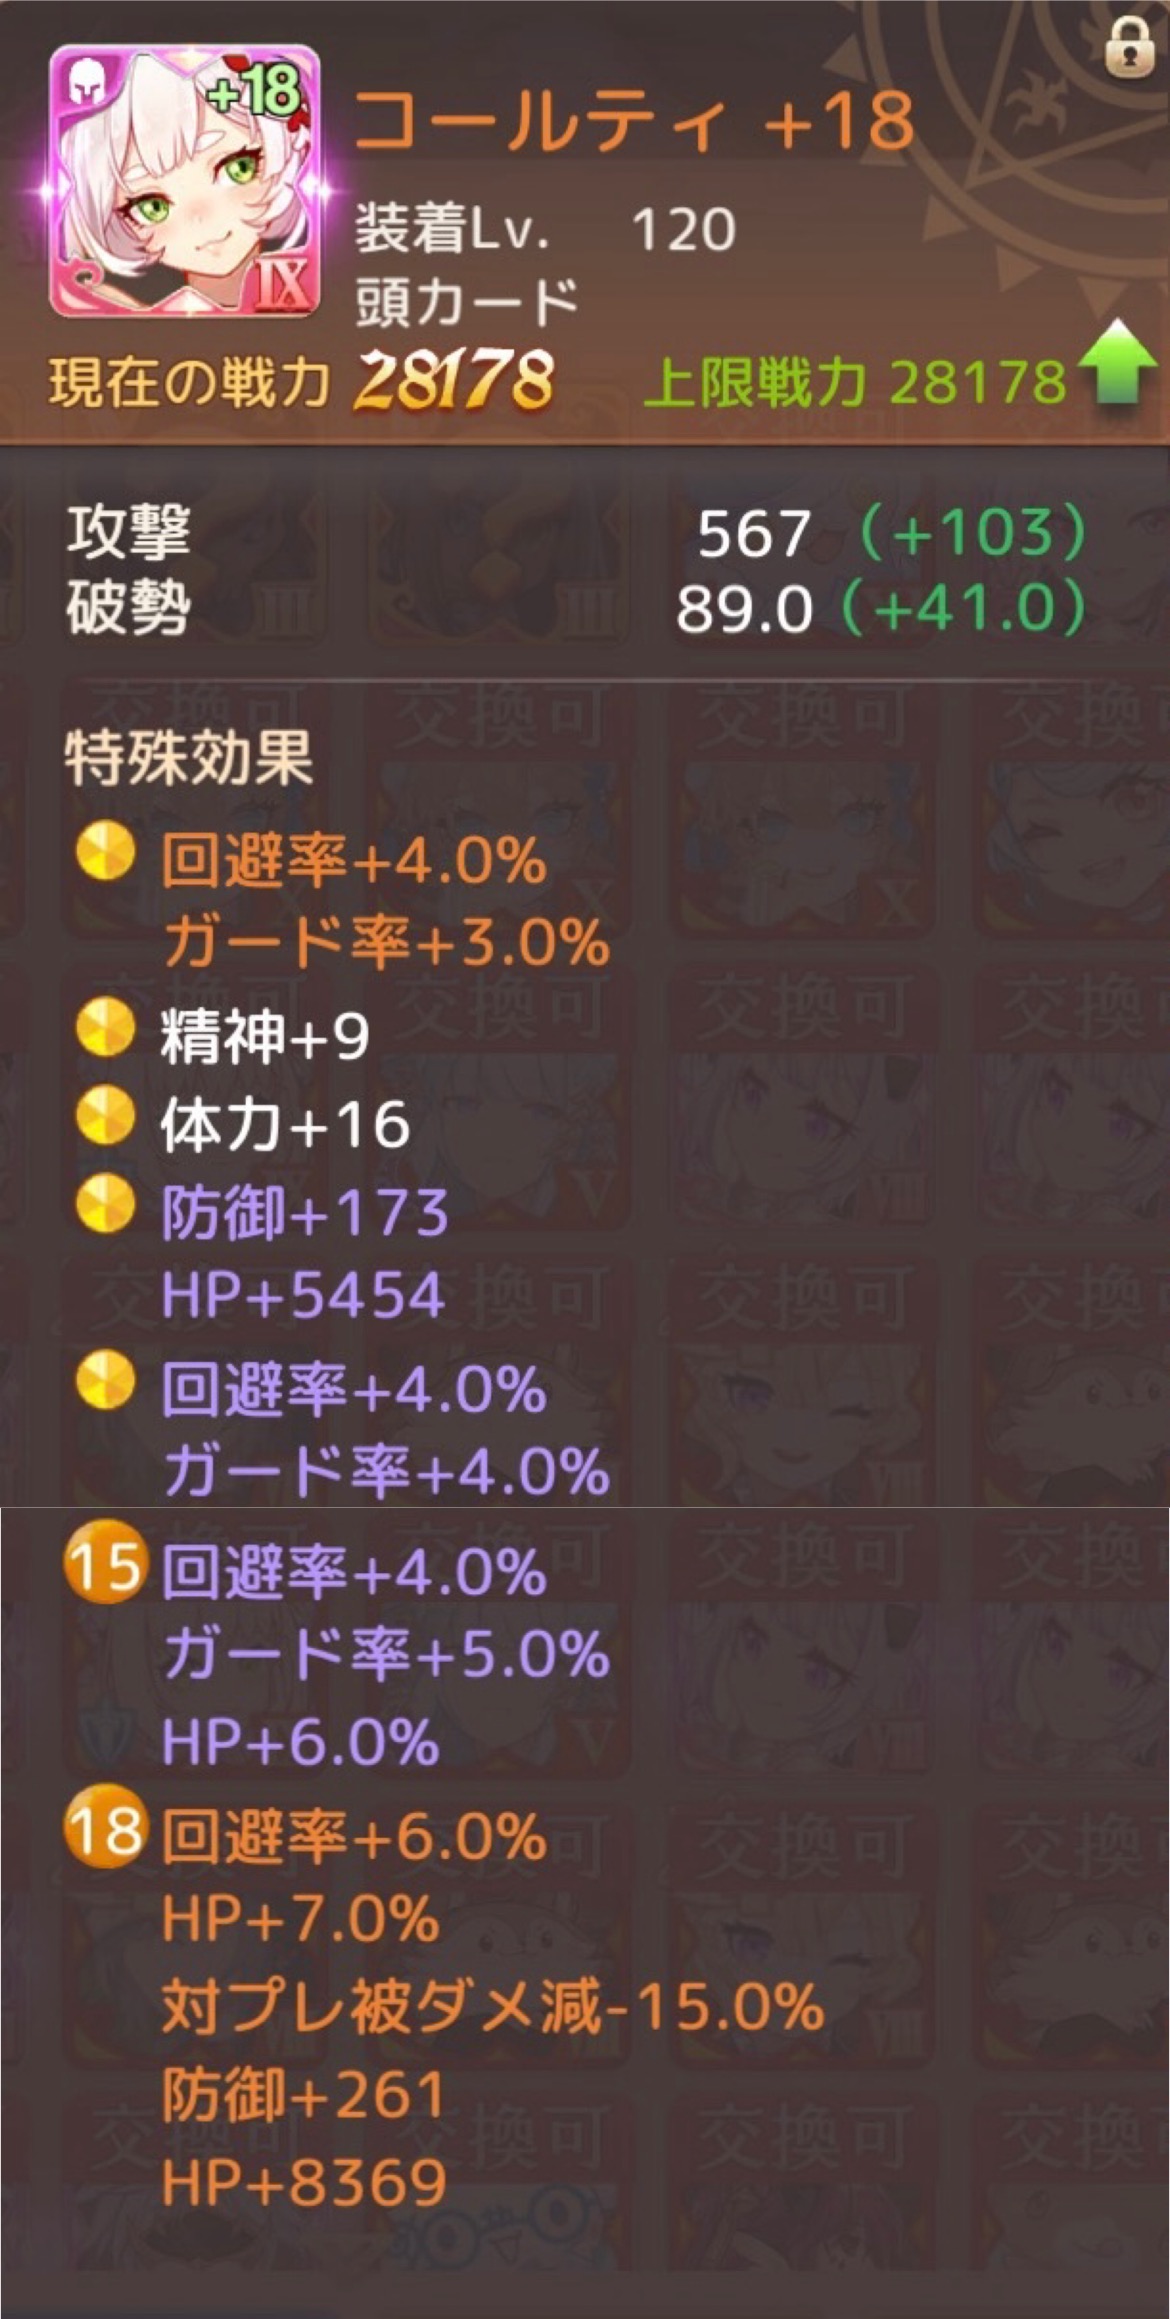 +18
IX
コールティ +18
装着Lv. 120
頭カード
現在の戦力 28178 上限戦力 28178
攻撃 567 (+103)
破勢 89.0 (+41.0)
特殊効果
回避率+4.0%
ガード率+3.0%
精神+9
体力+16
防御+173
HP+5454
回避率+4.0%
ガード率+4.0%
15 回避率+4.0%
ガード率+5.0%
HP+6.0%
18 回避率+6.0%
HP+7.0%
対プレ被ダメ減-15.0%
防御+261
HP+8369